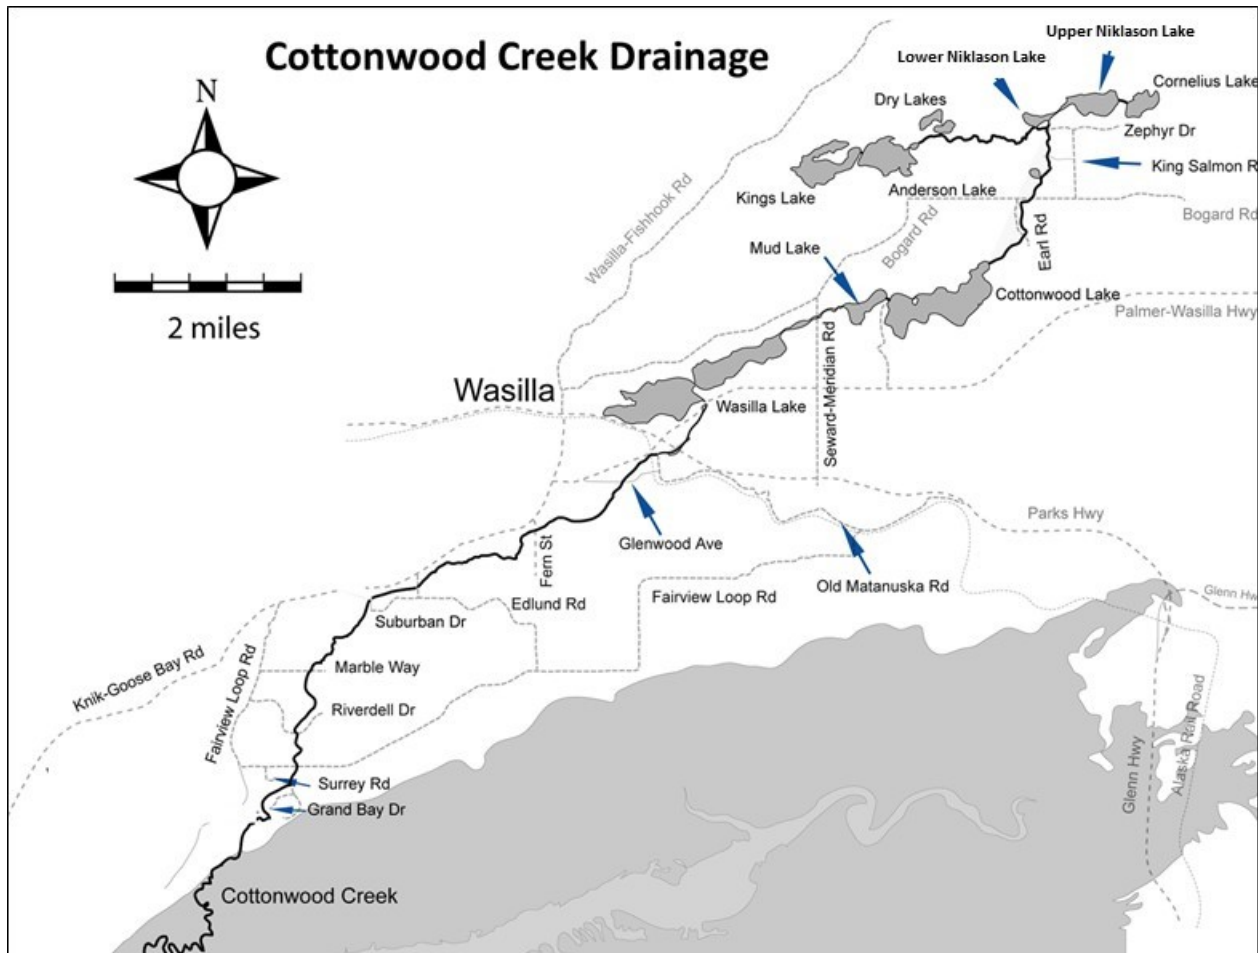 Cottonwood Creek Drainage
Upper Niklason Lake
Lower Niklason Lake
Cornelius Lake
Dry Lakes
N
Zephyr Dr
King Salmon R
Kings Lake
Anderson Lake
Bogard Rd
Wasilla-Fishhook Rd
Bogard Rd
Earl Rd
Mud Lake
Cottonwood Lake
Palmer-Wasilla Hwy
2 miles
Seward-Meridian Rd
Wasilla
Wasilla Lake
Parks Hwy
Glenwood Ave
Fern St
Old Matanuska Rd
Glenn Hw
Edlund Rd
Fairview Loop Rd
Suburban Dr
Knik-Goose Bay Rd
Fairview Loop Rd
Marble Way
Riverdell Dr
Glenn Hwy
Alaska Rail Road
Surrey Rd
Grand Bay Dr
Cottonwood Creek